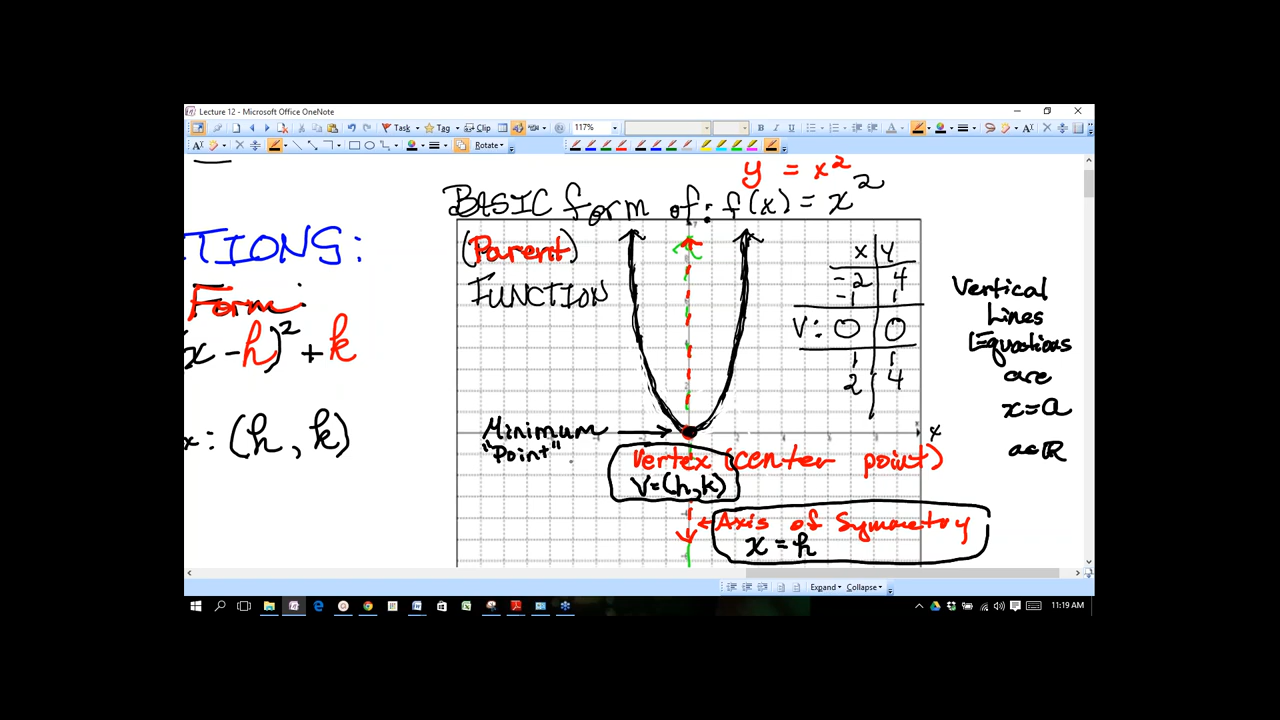 Lecture 12 - Microsoft Office OneNote
Task
Tag
Clip
117%
Rotate
y = x²
BASIC form of: f(x) = x²
TIONS:
(Parent)
FUNCTION
Form:
(x - h)² + k
x: (h, k)
x y
-2 4
-1 1
V: 0 0
1 1
2 4
Vertical
Lines
Equations
are
x = a
a∈ℝ
x
Minimum
"Point"
Vertex (center point)
V=(h,k)
←Axis of Symmetry
x = h
Expand Collapse
11:19 AM